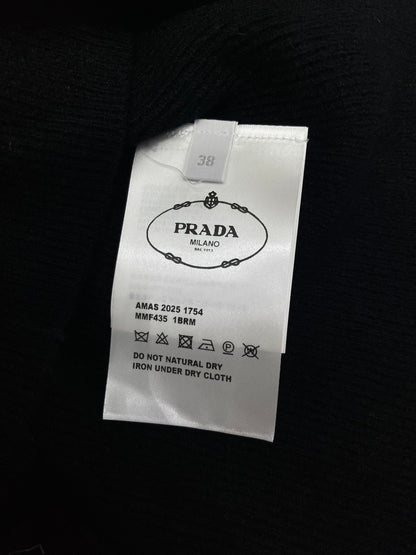 38
PRADA
MILANO
DAL 1913
AMAS 2025 1754
MMF435 1BRM
P
DO NOT NATURAL DRY
IRON UNDER DRY CLOTH